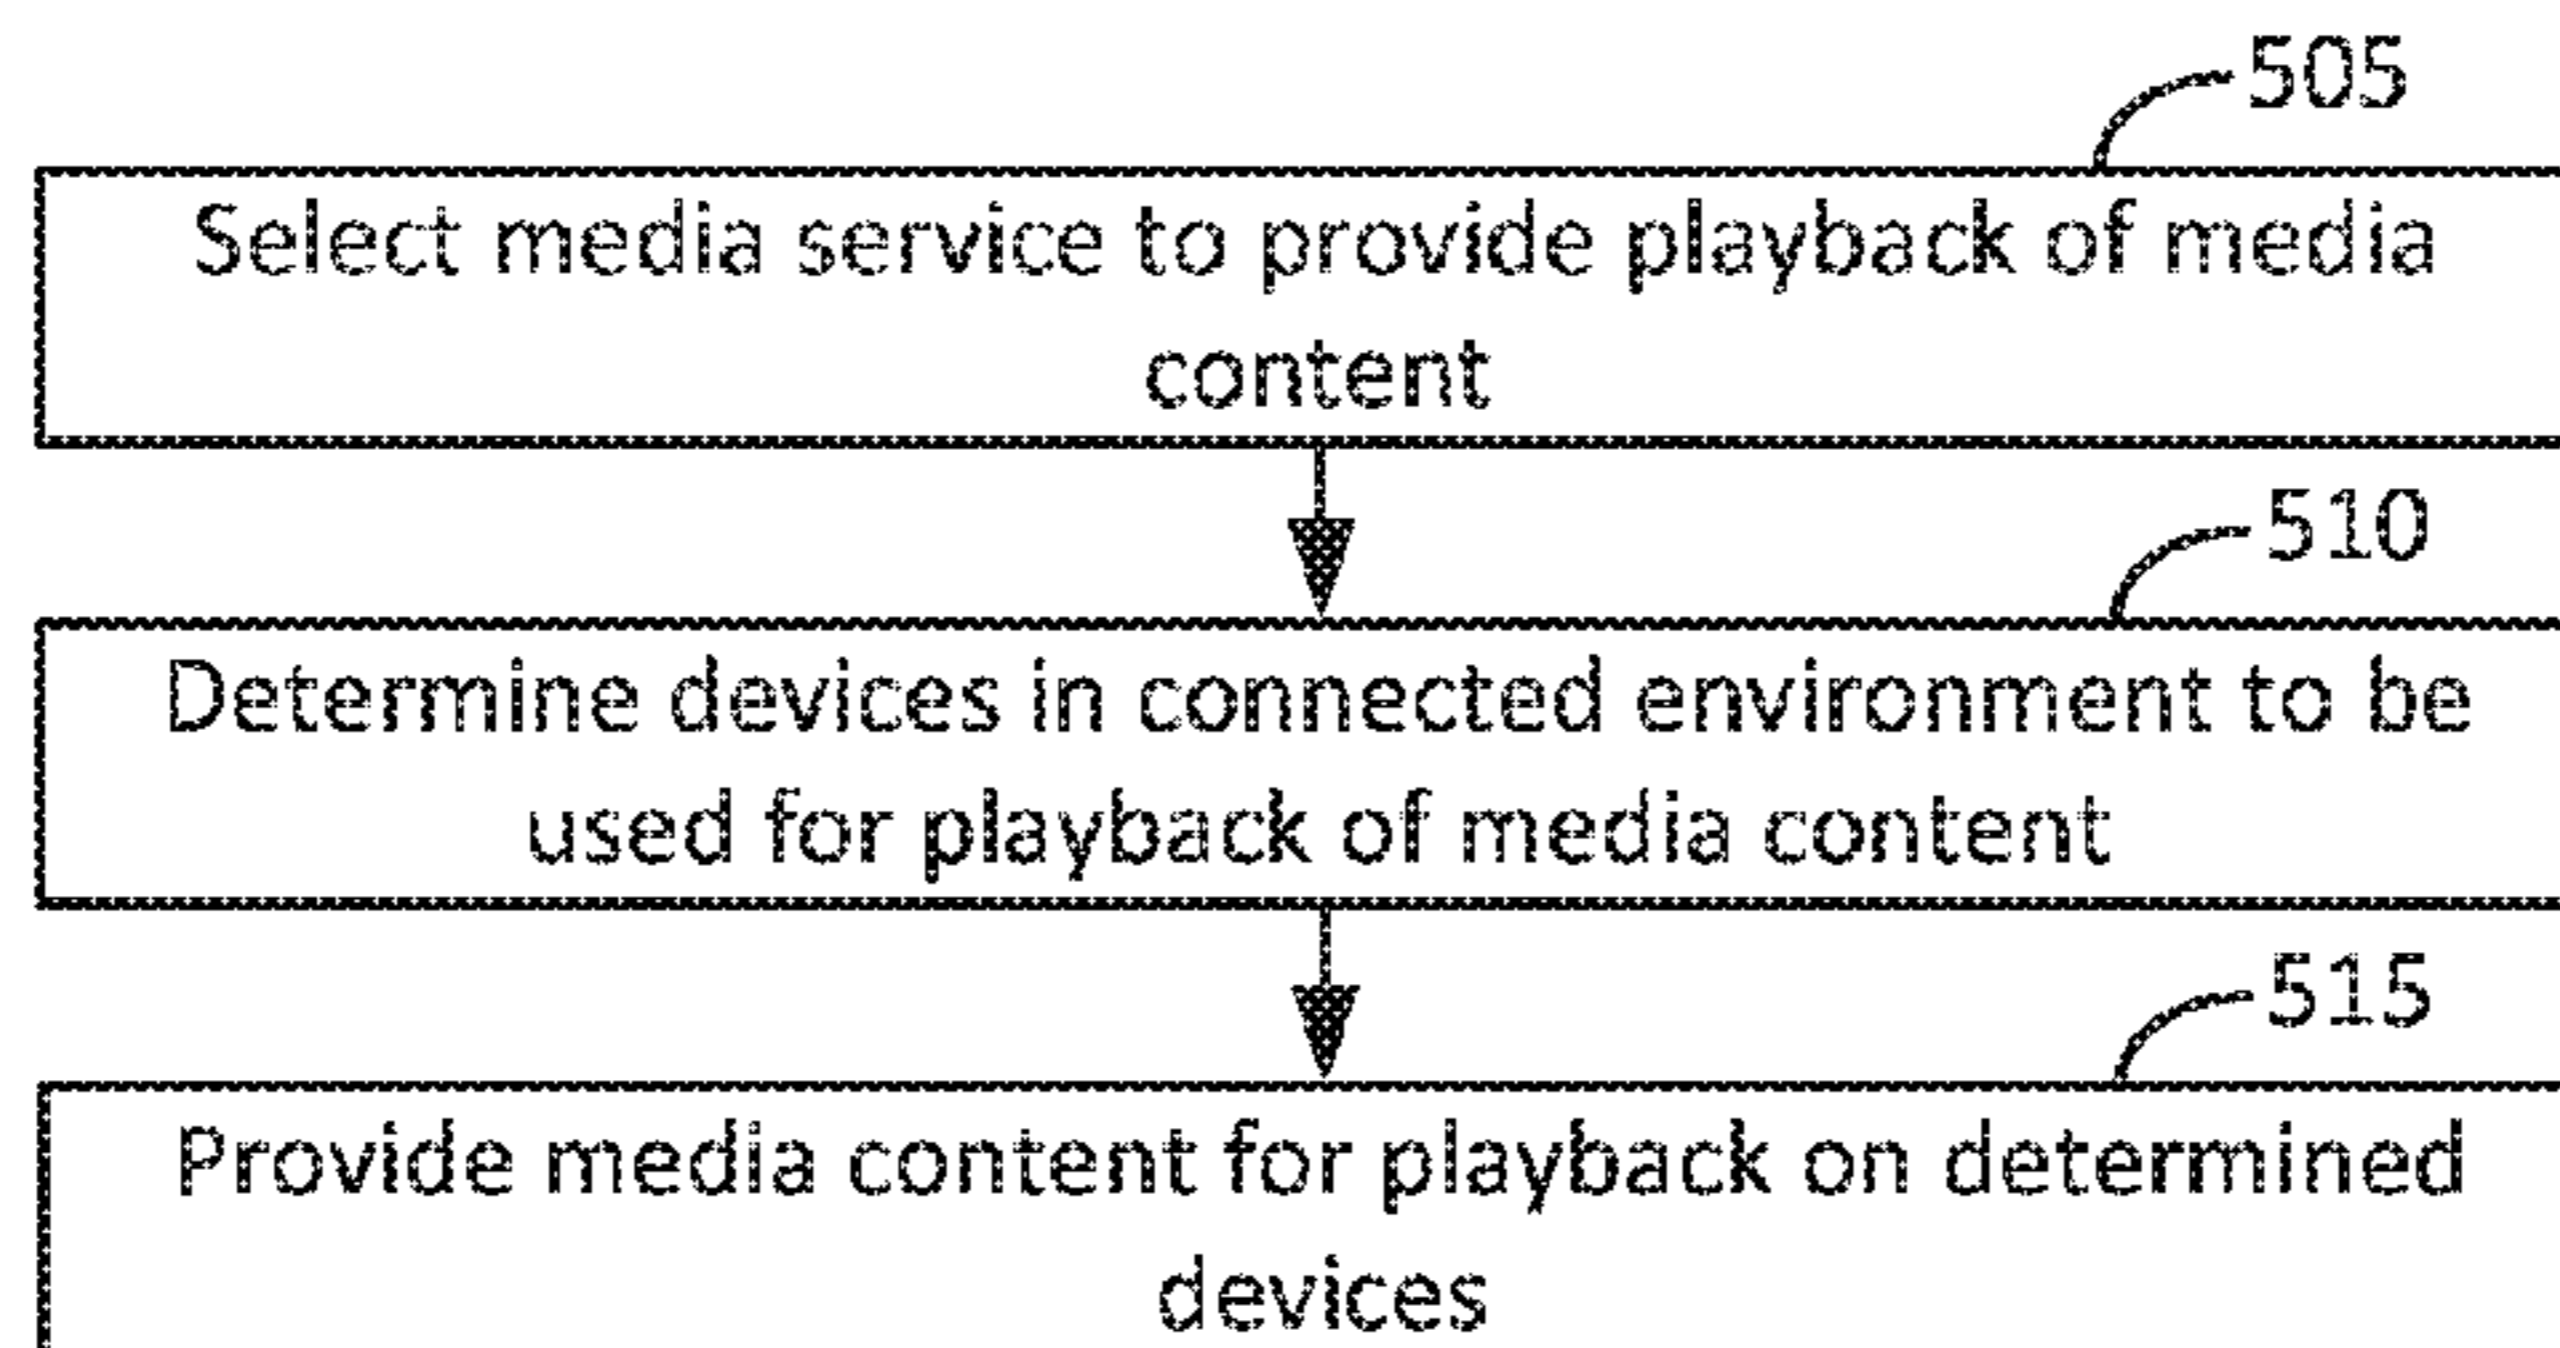 505
Select media service to provide playback of media
content
510
Determine devices in connected environment to be
used for playback of media content
515
Provide media content for playback on determined
devices